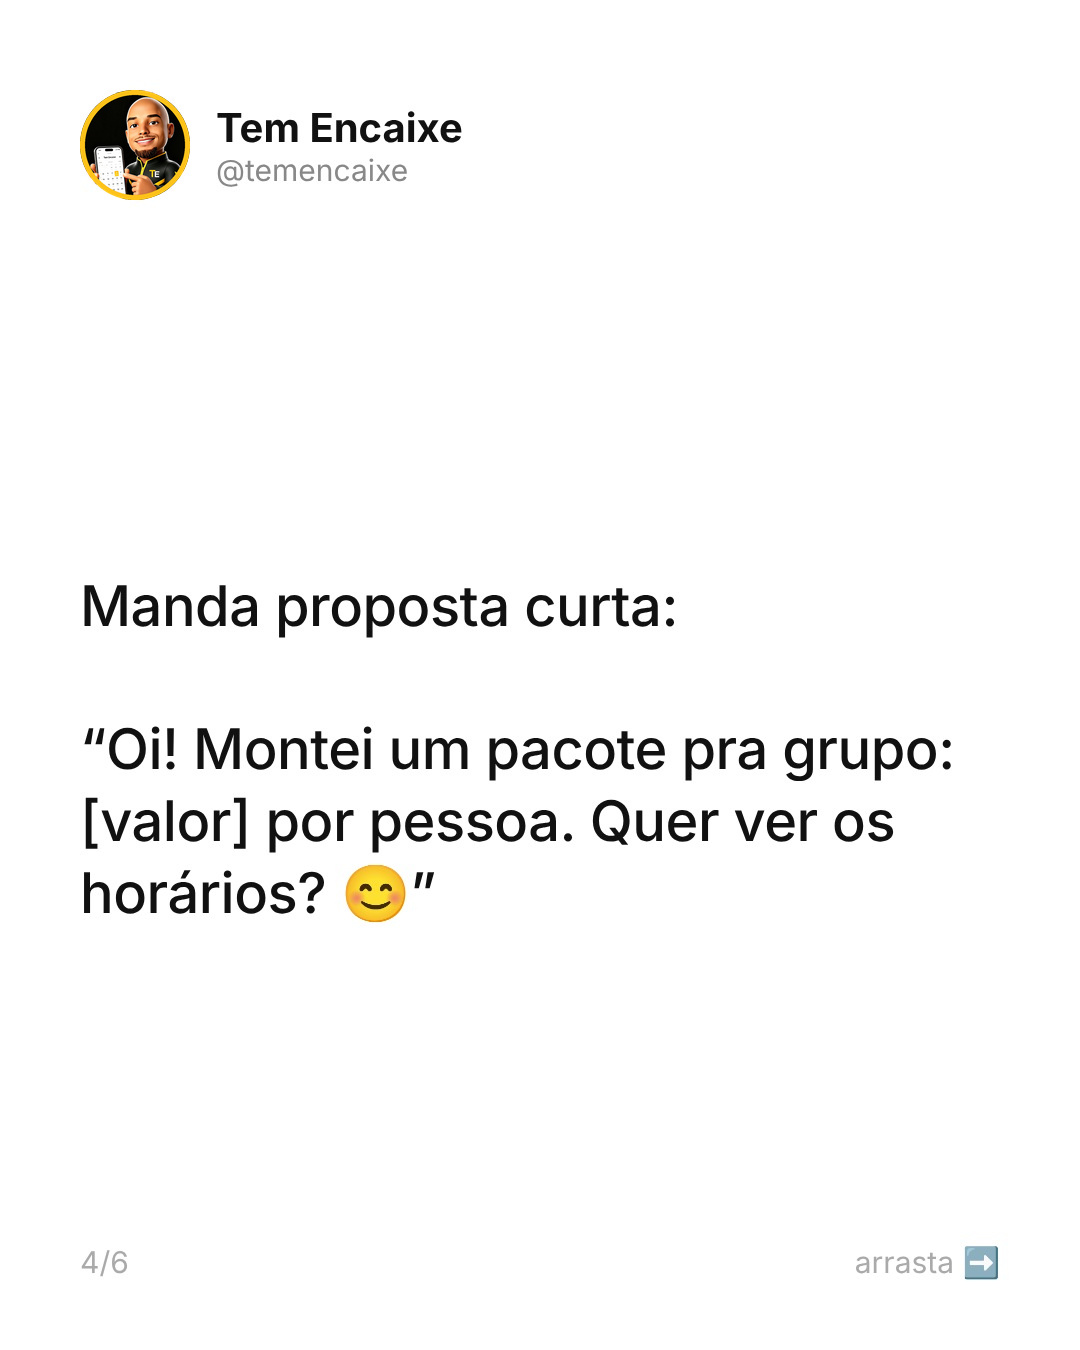 Tem Encaixe
@temencaixe
Manda proposta curta:
“Oi! Montei um pacote pra grupo:
[valor] por pessoa. Quer ver os
horários? 😊”
4/6
arrasta ➡️
TE